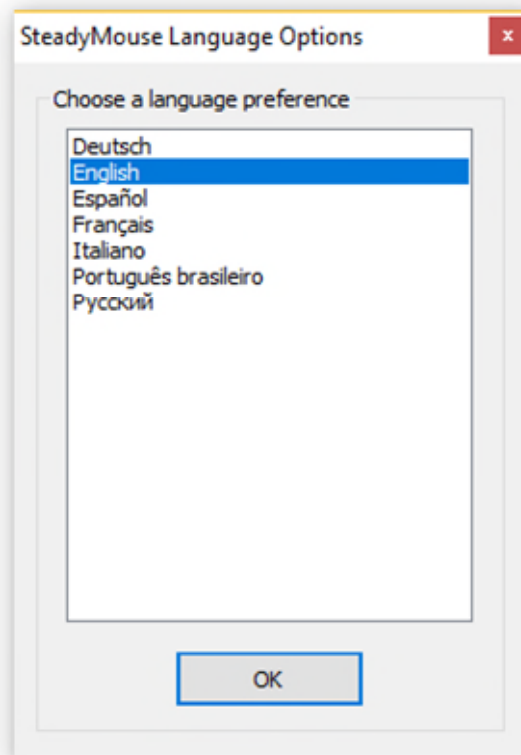 SteadyMouse Language Options
x
Choose a language preference
Deutsch
English
Español
Français
Italiano
Português brasileiro
Русский
OK